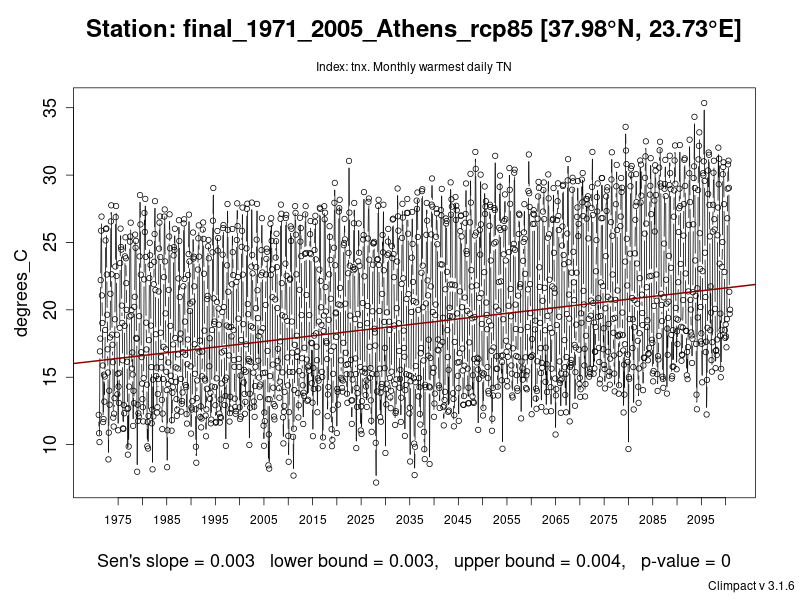 Station: final_1971_2005_Athens_rcp85 [37.98°N, 23.73°E]
Index: tnx. Monthly warmest daily TN
degrees_C
35
30
25
20
15
10
1975 1985 1995 2005 2015 2025 2035 2045 2055 2065 2075 2085 2095
Sen's slope = 0.003 lower bound = 0.003, upper bound = 0.004, p-value = 0
Climpact v 3.1.6